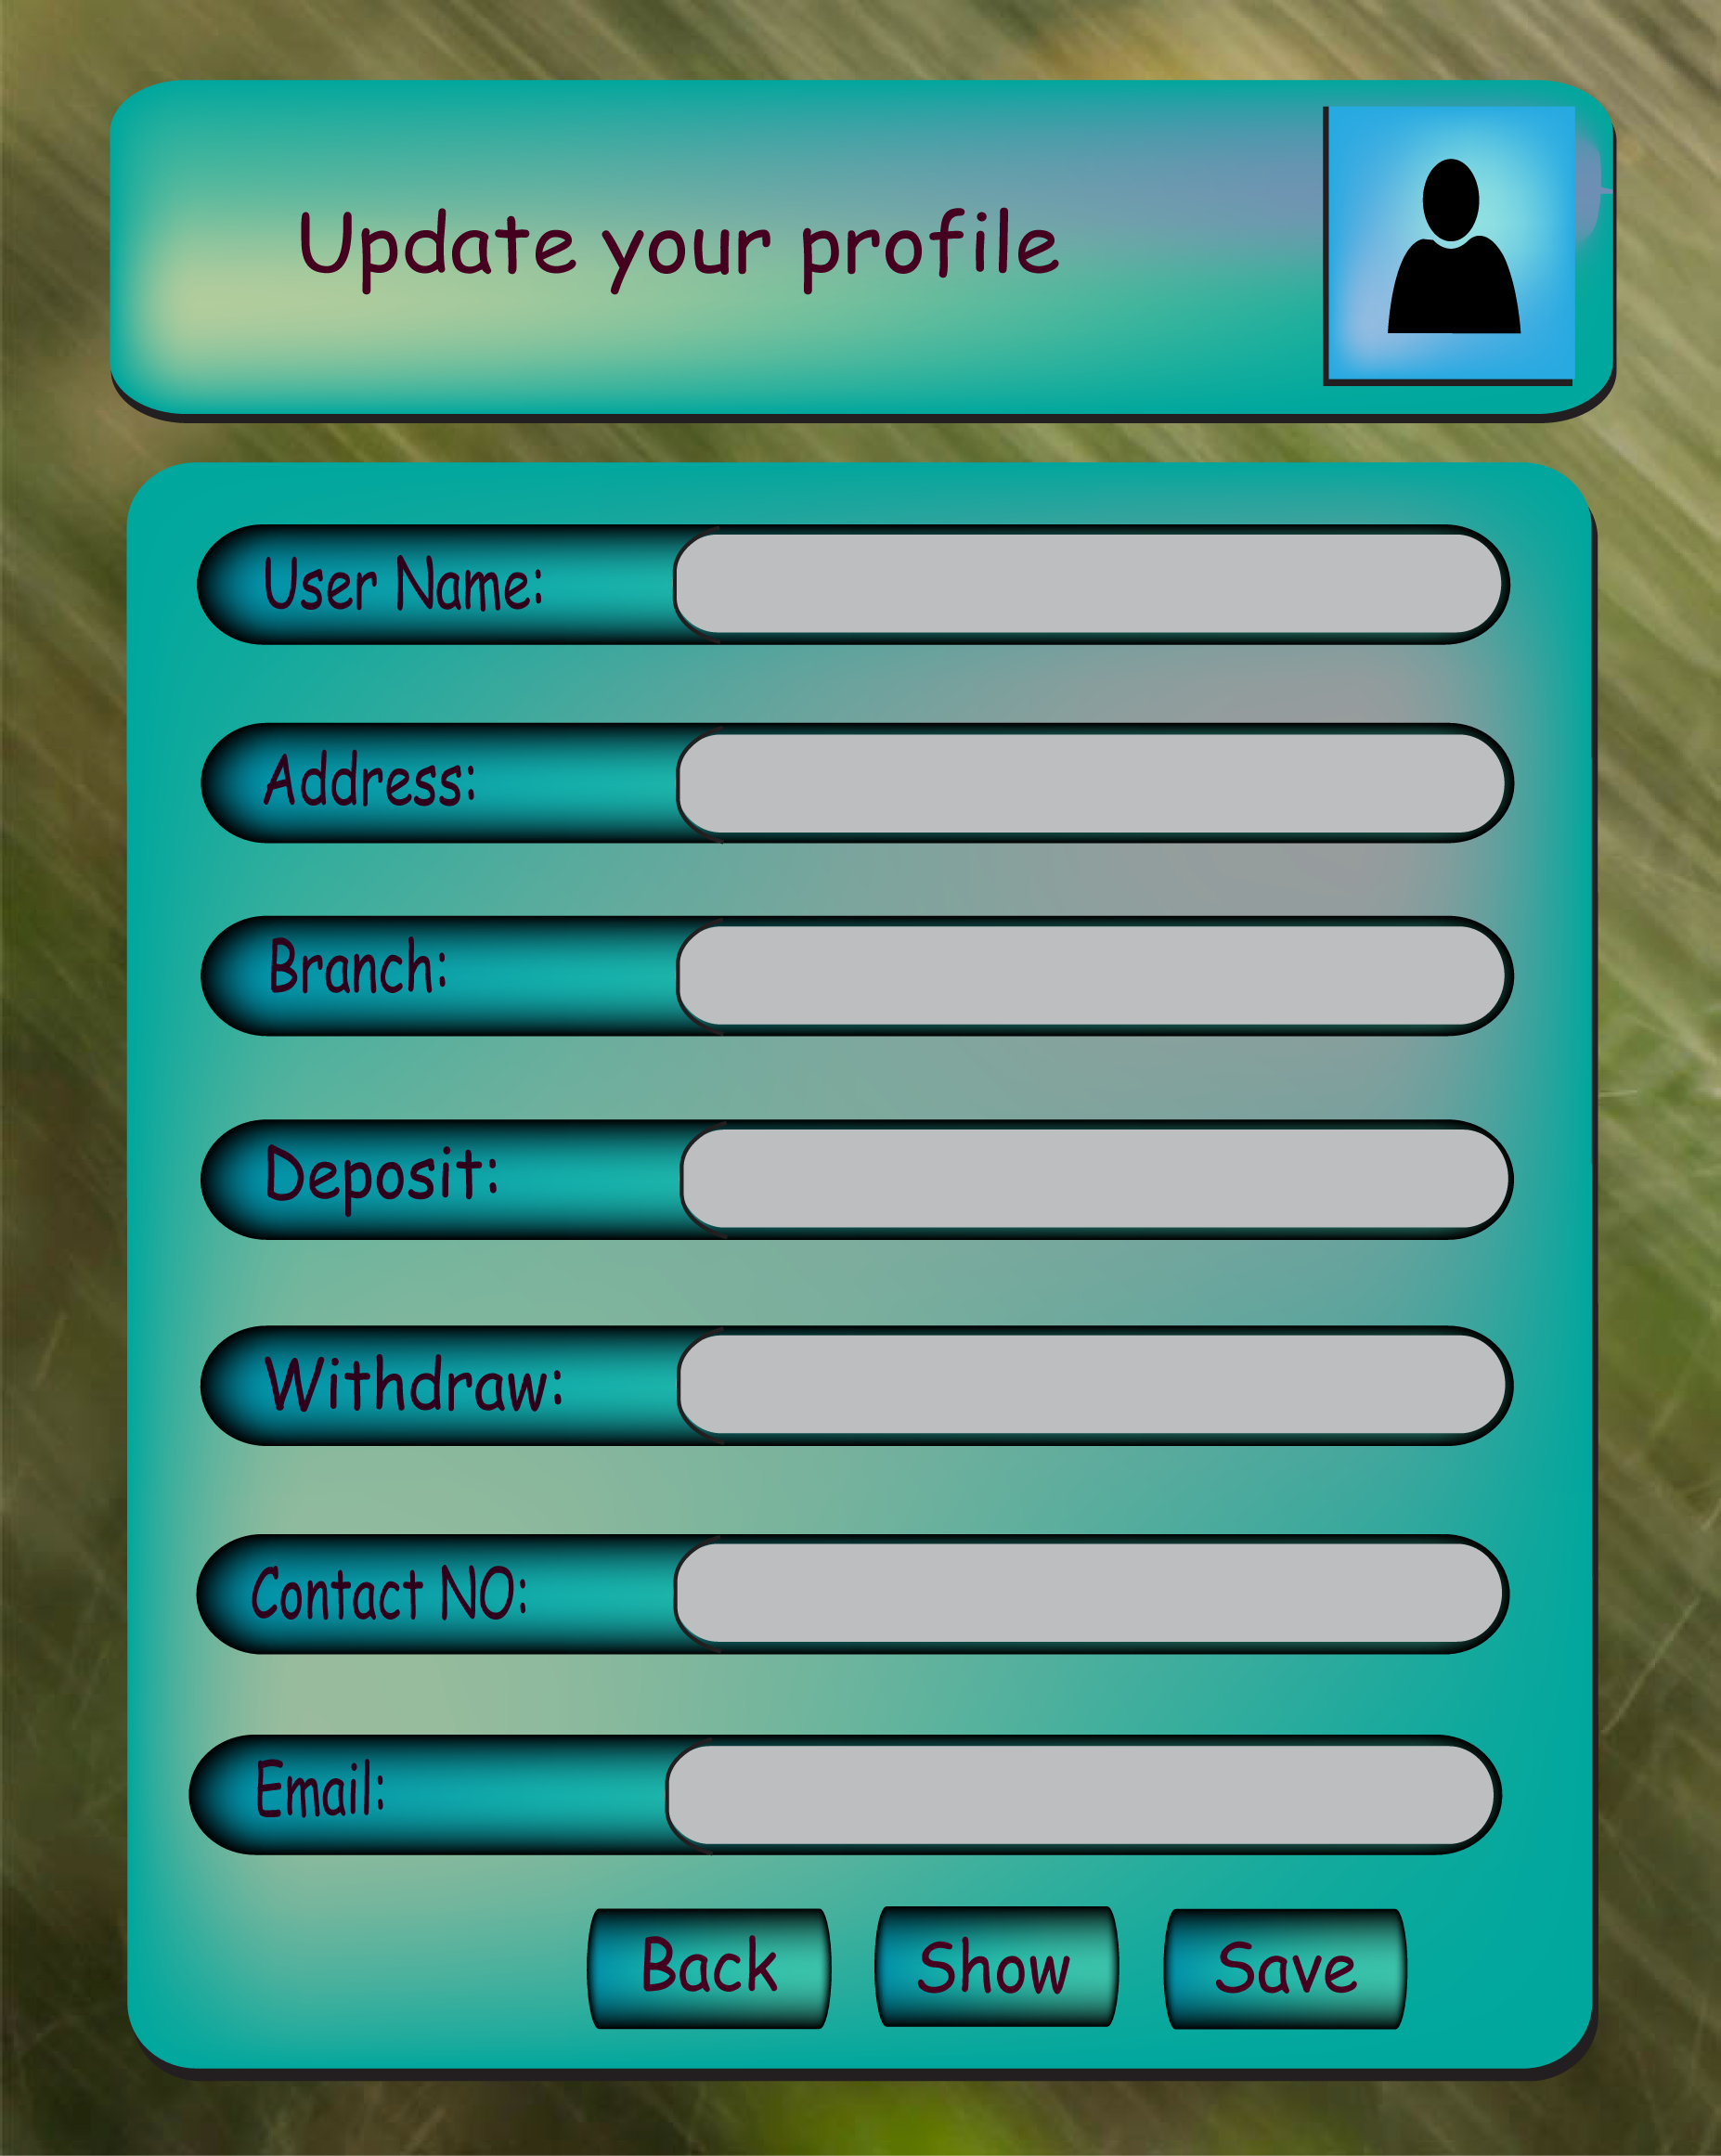 Update your profile
User Name:
Address:
Branch:
Deposit:
Withdraw:
Contact NO:
Email:
Back Show Save